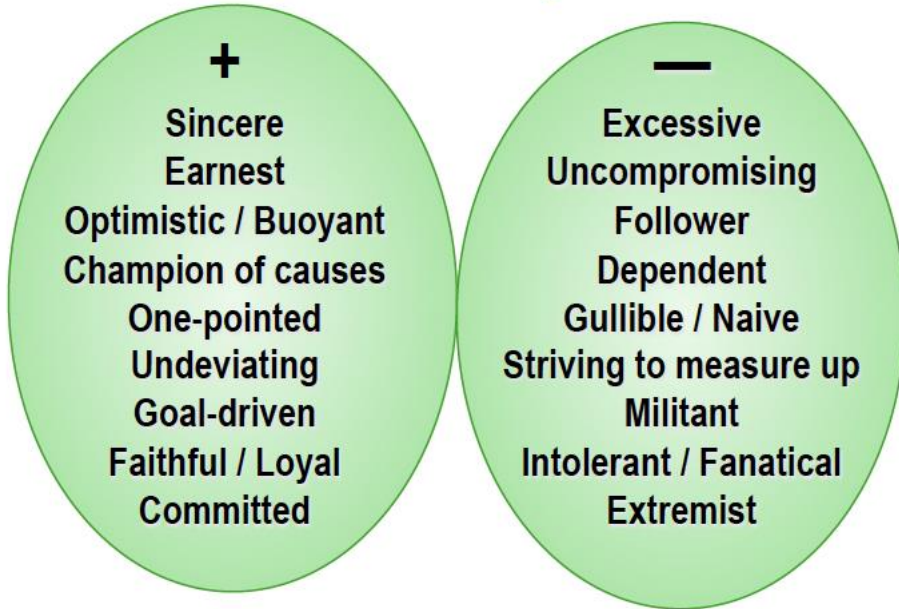 +
Sincere
Earnest
Optimistic / Buoyant
Champion of causes
One-pointed
Undeviating
Goal-driven
Faithful / Loyal
Committed
—
Excessive
Uncompromising
Follower
Dependent
Gullible / Naive
Striving to measure up
Militant
Intolerant / Fanatical
Extremist